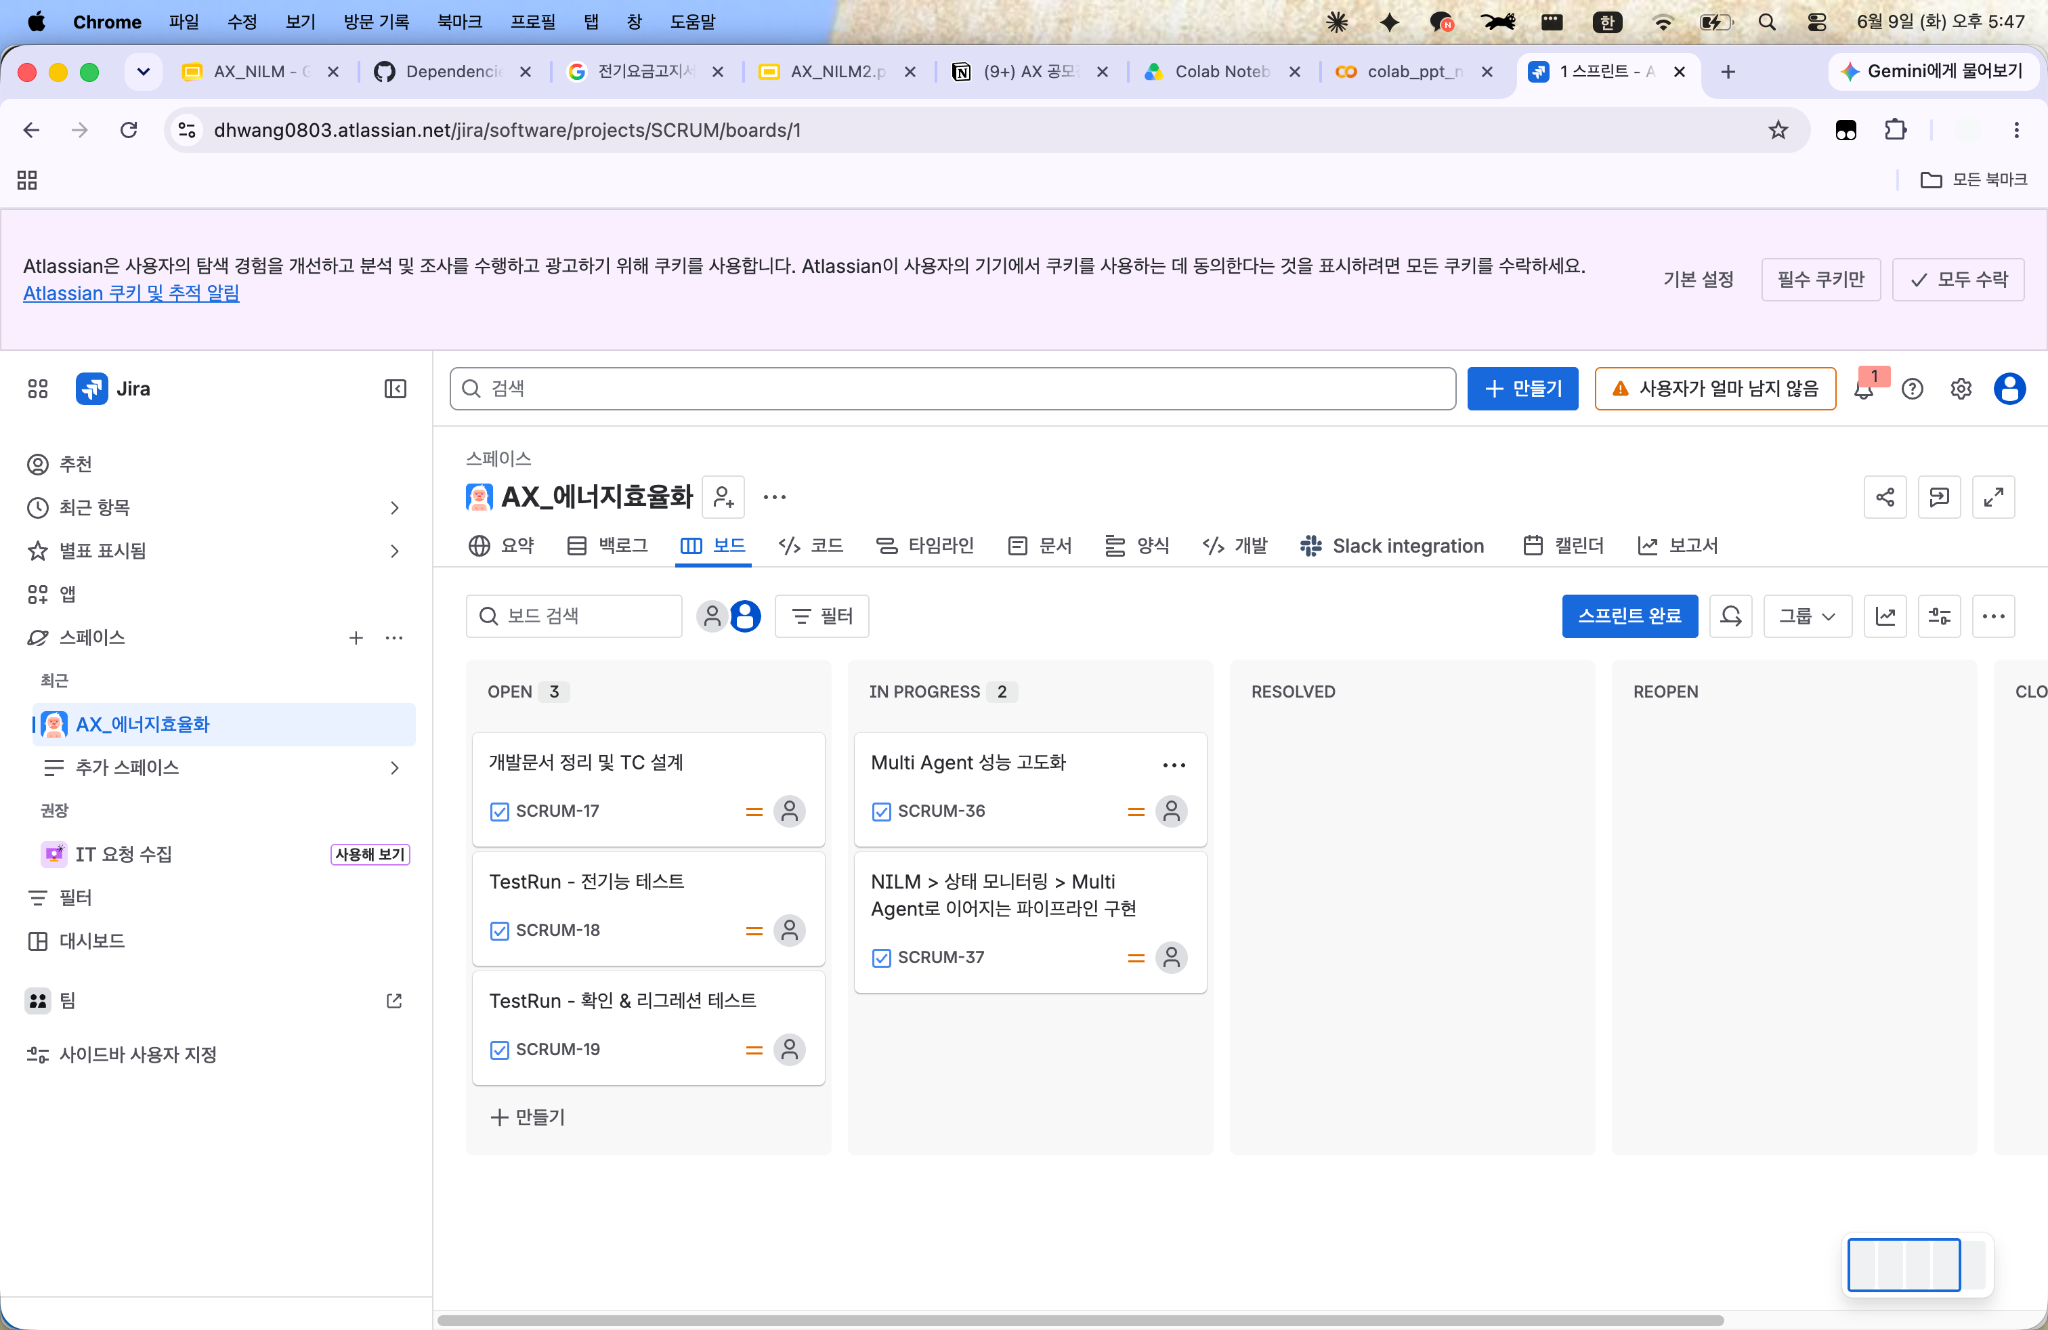 Chrome 파일 수정 보기 방문 기록 북마크 프로필 탭 창 도움말 한 6월 9일 (화) 오후 5:47
AX_NILM - G Dependenci 전기요금고지서 AX_NILM2.p (9+) AX 공모 Colab Noteb colab_ppt_n 1 스프린트 - A Gemini에게 물어보기
dhwang0803.atlassian.net/jira/software/projects/SCRUM/boards/1
모든 북마크
Atlassian은 사용자의 탐색 경험을 개선하고 분석 및 조사를 수행하고 광고하기 위해 쿠키를 사용합니다. Atlassian이 사용자의 기기에서 쿠키를 사용하는 데 동의한다는 것을 표시하려면 모든 쿠키를 수락하세요.
Atlassian 쿠키 및 추적 알림
기본 설정 필수 쿠키만 모두 수락
Jira
검색
만들기
사용자가 얼마 남지 않음
1
추천
최근 항목
별표 표시됨
앱
스페이스
최근
AX_에너지효율화
추가 스페이스
권장
IT 요청 수집 사용해 보기
필터
대시보드
팀
사이드바 사용자 지정
스페이스
AX_에너지효율화
요약 백로그 보드 코드 타임라인 문서 양식 개발 Slack integration 캘린더 보고서
보드 검색 필터 스프린트 완료 그룹
OPEN 3
개발문서 정리 및 TC 설계
SCRUM-17
TestRun - 전기능 테스트
SCRUM-18
TestRun - 확인 & 리그레션 테스트
SCRUM-19
만들기
IN PROGRESS 2
Multi Agent 성능 고도화
SCRUM-36
NILM > 상태 모니터링 > Multi
Agent로 이어지는 파이프라인 구현
SCRUM-37
RESOLVED
REOPEN
CLO